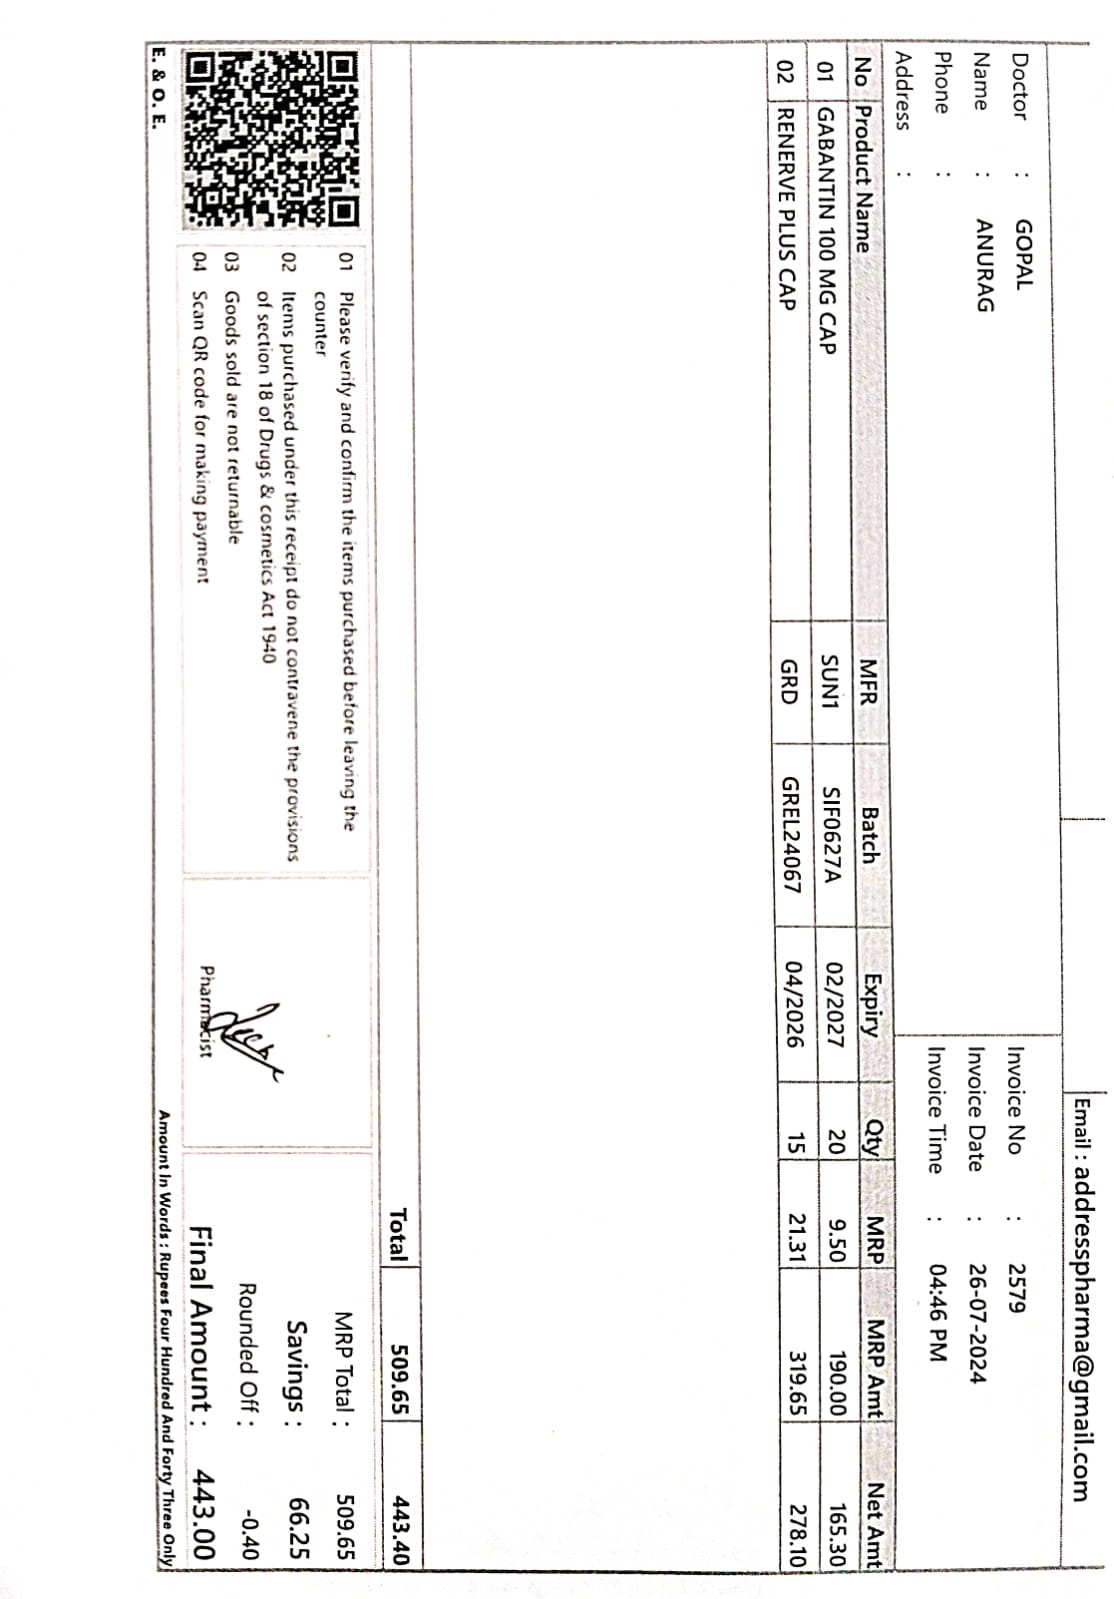 Email : addresspharma@gmail.com
Doctor : GOPAL
Name : ANURAG
Phone :
Address :
Invoice No : 2579
Invoice Date : 26-07-2024
Invoice Time : 04:46 PM
No Product Name MFR Batch Expiry Qty MRP MRP Amt Net Amt
01 GABANTIN 100 MG CAP SUN1 SIF0627A 02/2027 20 9.50 190.00 165.30
02 RENERVE PLUS CAP GRD GREL24067 04/2026 15 21.31 319.65 278.10
Total 509.65 443.40
01 Please verify and confirm the items purchased before leaving the
counter
02 Items purchased under this receipt do not contravene the provisions
of section 18 of Drugs & cosmetics Act 1940
03 Goods sold are not returnable
04 Scan QR code for making payment
Pharmacist
MRP Total : 509.65
Savings : 66.25
Rounded Off : -0.40
Final Amount : 443.00
E. & O. E.
Amount In Words : Rupees Four Hundred And Forty Three Only